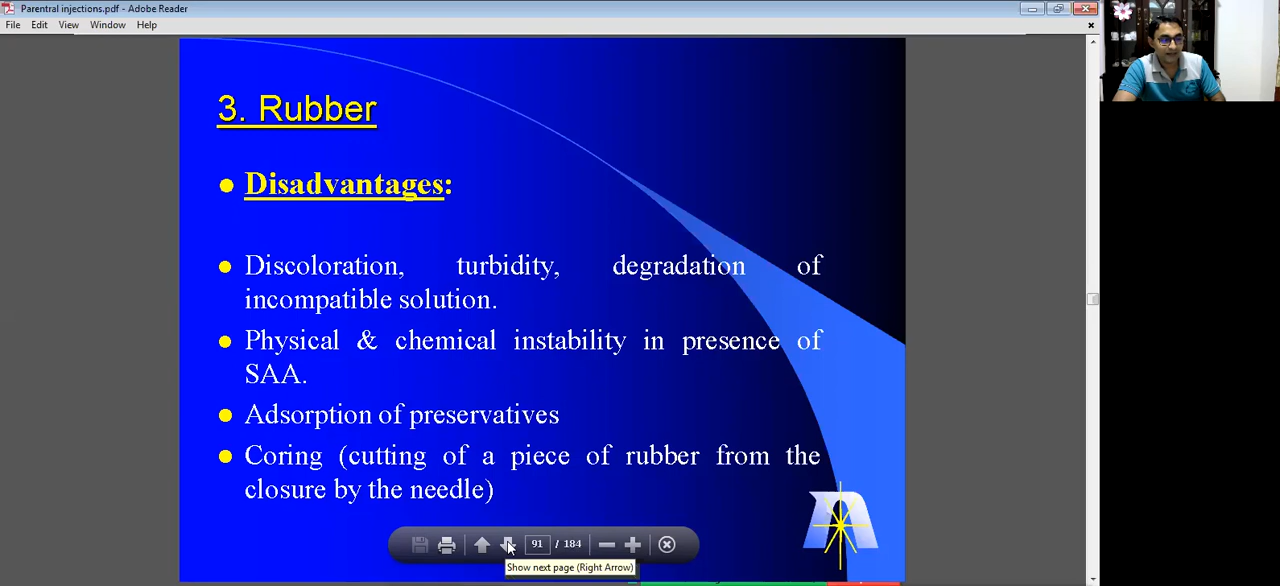 Parentral injections.pdf - Adobe Reader
File Edit View Window Help
3. Rubber
Disadvantages:
Discoloration, turbidity, degradation of
incompatible solution.
Physical & chemical instability in presence of
SAA.
Adsorption of preservatives
Coring (cutting of a piece of rubber from the
closure by the needle)
91 / 184
Show next page (Right Arrow)